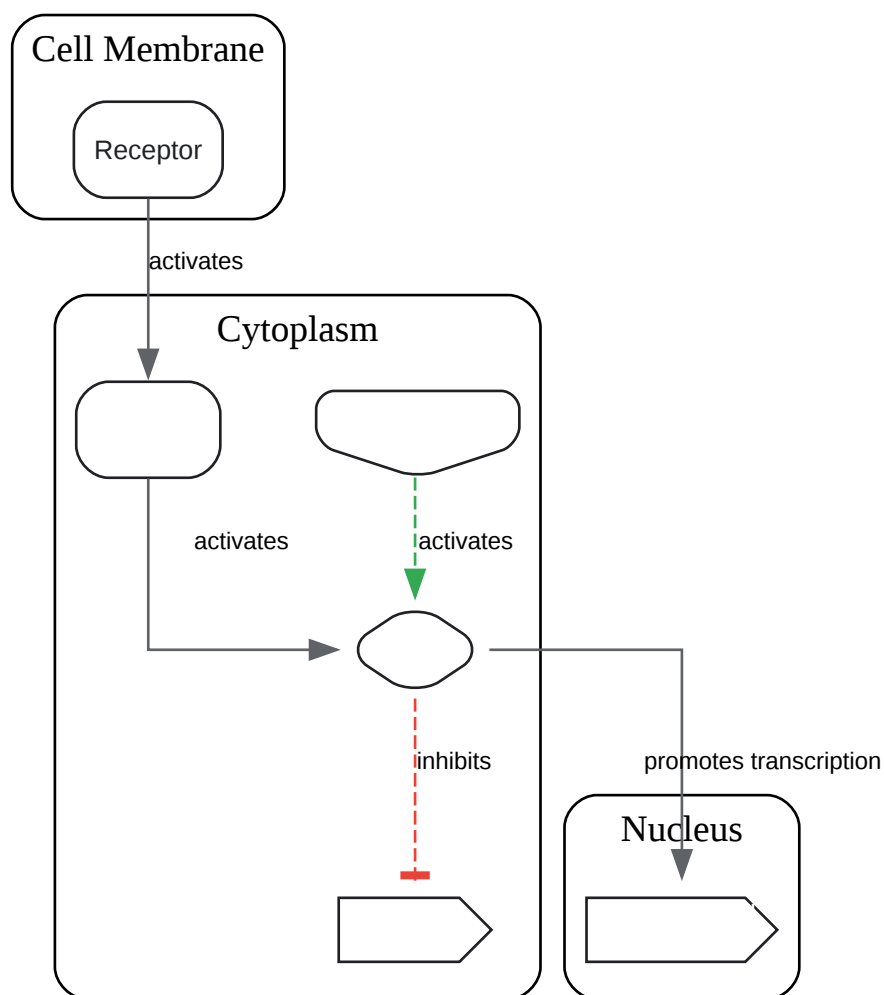 Cell Membrane
Receptor
activates
Cytoplasm
activates
activates
inhibits
promotes transcription
Nucleus